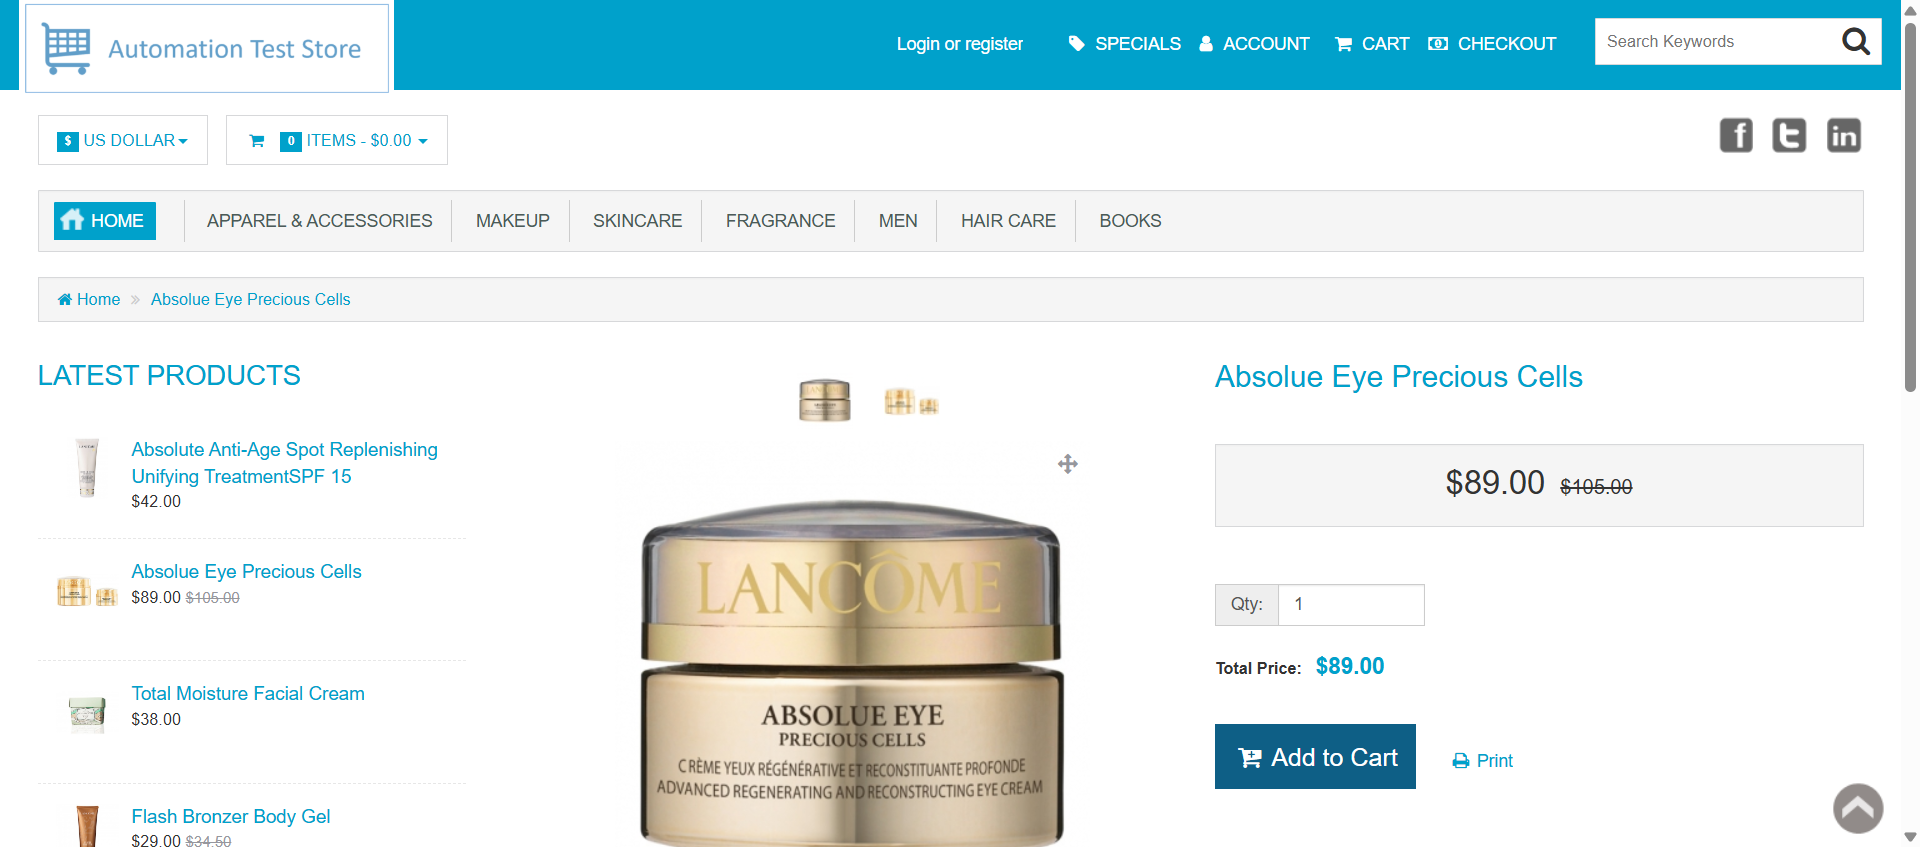 Automation Test Store
Login or register
SPECIALS
ACCOUNT
CART
CHECKOUT
Search Keywords
$ US DOLLAR
0 ITEMS - $0.00
HOME
APPAREL & ACCESSORIES
MAKEUP
SKINCARE
FRAGRANCE
MEN
HAIR CARE
BOOKS
Home » Absolue Eye Precious Cells
LATEST PRODUCTS
Absolute Anti-Age Spot Replenishing
Unifying TreatmentSPF 15
$42.00
Absolue Eye Precious Cells
$89.00 $105.00
Total Moisture Facial Cream
$38.00
Flash Bronzer Body Gel
$29.00 $34.50
LANCÔME
ABSOLUE EYE
PRECIOUS CELLS
CRÈME YEUX RÉGÉNÉRATIVE ET RECONSTITUANTE PROFONDE
ADVANCED REGENERATING AND RECONSTRUCTING EYE CREAM
Absolue Eye Precious Cells
$89.00 $105.00
Qty: 1
Total Price: $89.00
Add to Cart
Print